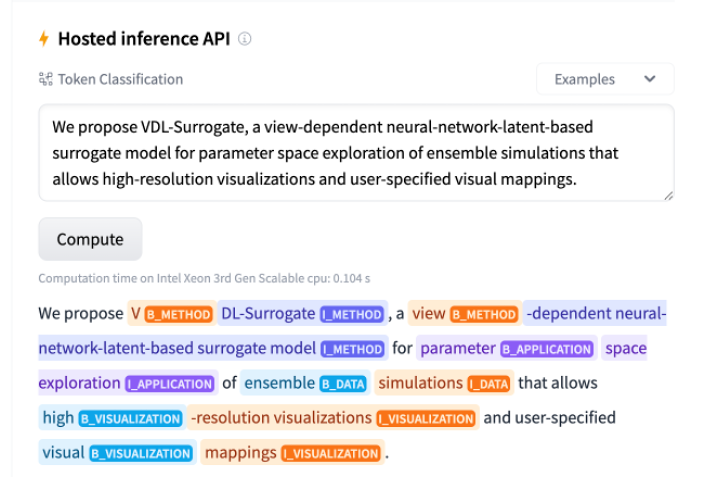 Hosted inference API
Token Classification
Examples
We propose VDL-Surrogate, a view-dependent neural-network-latent-based
surrogate model for parameter space exploration of ensemble simulations that
allows high-resolution visualizations and user-specified visual mappings.
Compute
Computation time on Intel Xeon 3rd Gen Scalable cpu: 0.104 s
We propose V B_METHOD DL-Surrogate I_METHOD , a view B_METHOD -dependent neural-
network-latent-based surrogate model I_METHOD for parameter B_APPLICATION space
exploration I_APPLICATION of ensemble B_DATA simulations I_DATA that allows
high B_VISUALIZATION -resolution visualizations I_VISUALIZATION and user-specified
visual B_VISUALIZATION mappings I_VISUALIZATION .